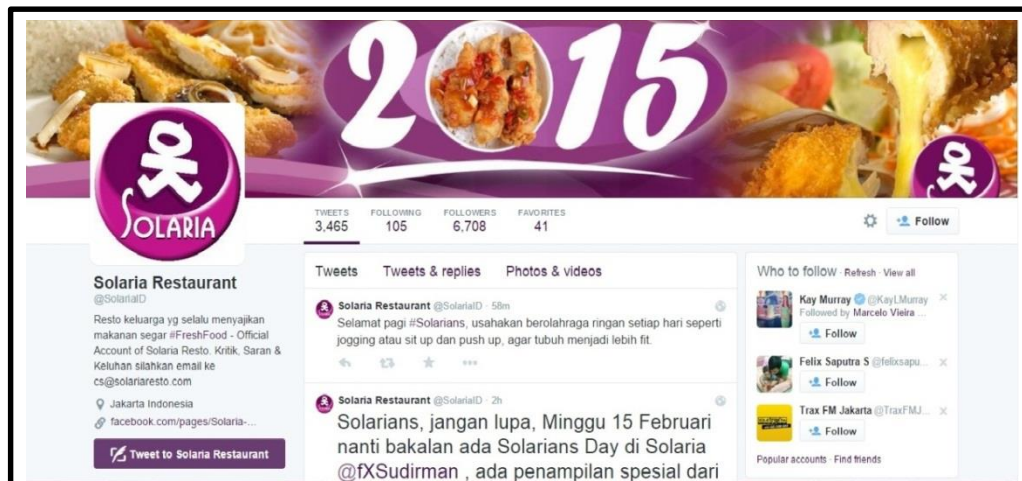 2015
SOLARIA
TWEETS FOLLOWING FOLLOWERS FAVORITES
3,465 105 6,708 41
Follow
Solaria Restaurant
@SolariaID
Resto keluarga yg selalu menyajikan
makanan segar #FreshFood - Official
Account of Solaria Resto. Kritik, Saran &
Keluhan silahkan email ke
cs@solariaresto.com
Jakarta Indonesia
facebook.com/pages/Solaria-...
Tweet to Solaria Restaurant
Tweets Tweets & replies Photos & videos
Solaria Restaurant @SolariaID · 58m
Selamat pagi #Solarians, usahakan berolahraga ringan setiap hari seperti
jogging atau sit up dan push up, agar tubuh menjadi lebih fit.
Solaria Restaurant @SolariaID · 2h
Solarians, jangan lupa, Minggu 15 Februari
nanti bakalan ada Solarians Day di Solaria
@fXSudirman , ada penampilan spesial dari
Who to follow · Refresh · View all
Kay Murray @KayLMurray
Followed by Marcelo Vieira ...
Follow
Felix Saputra S @felixsapu...
Follow
Trax FM Jakarta @TraxFMJ...
Follow
Popular accounts · Find friends